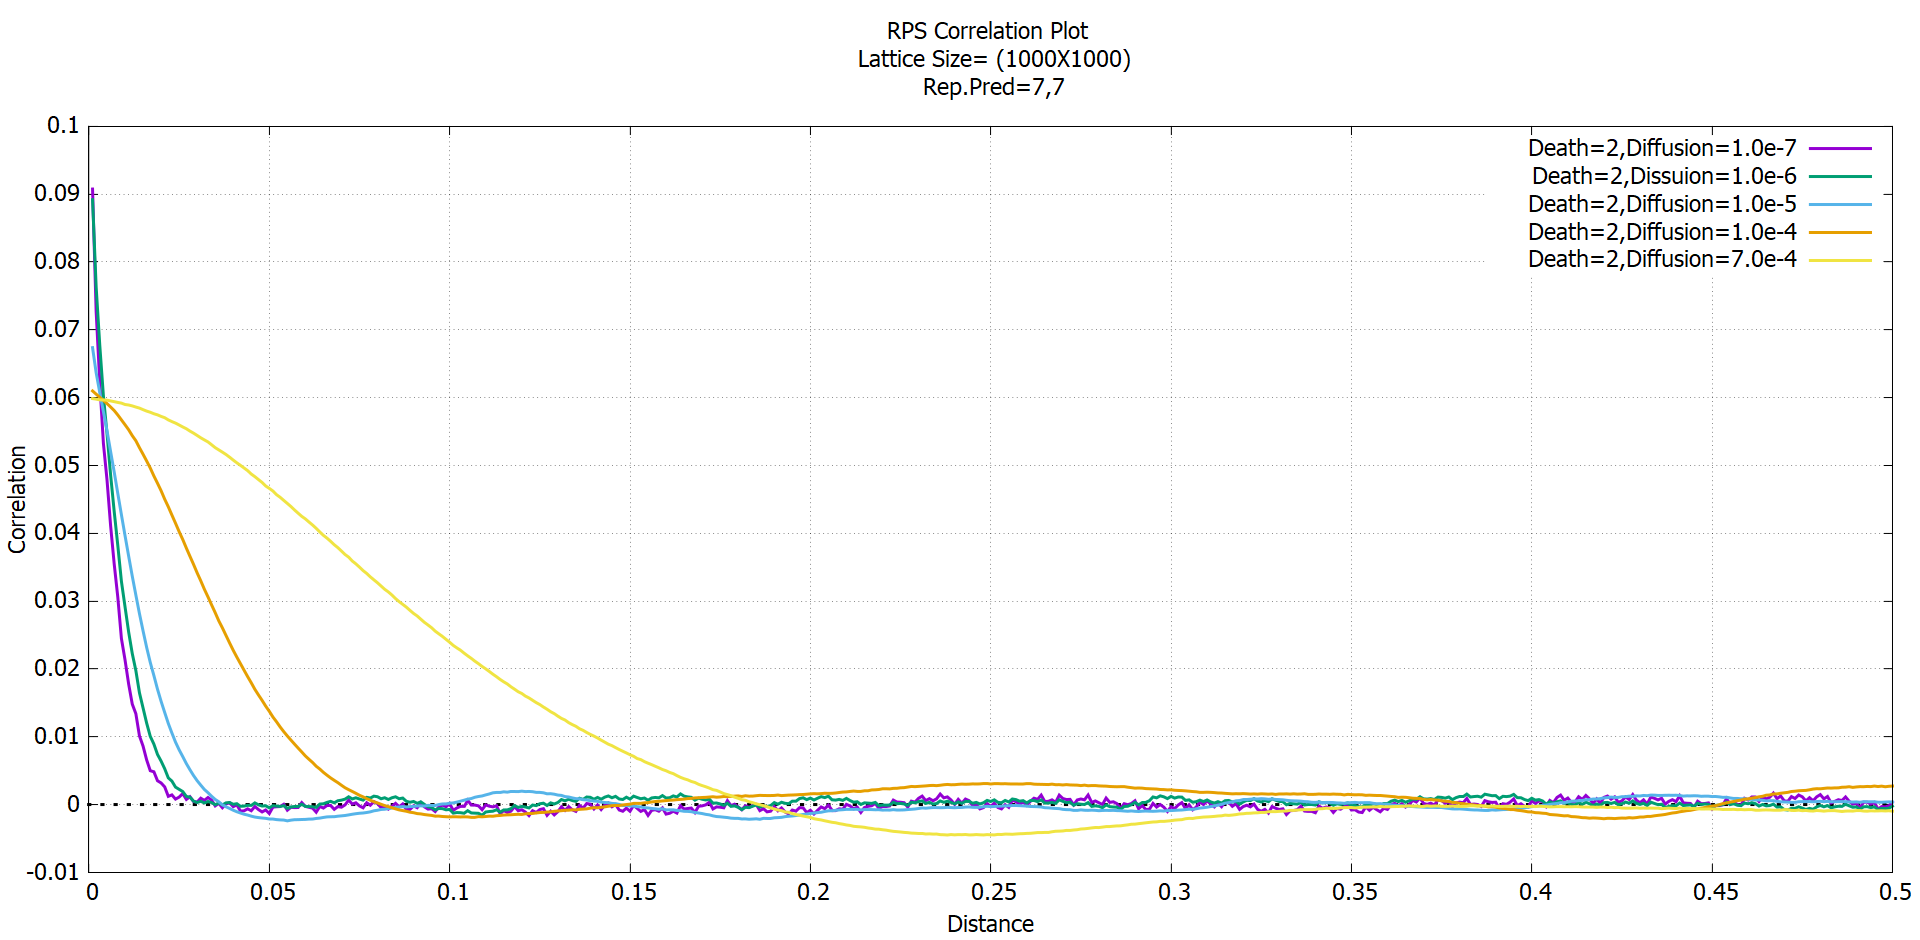 RPS Correlation Plot
Lattice Size= (1000X1000)
Rep.Pred=7,7
Death=2,Diffusion=1.0e-7
Death=2,Dissuion=1.0e-6
Death=2,Diffusion=1.0e-5
Death=2,Diffusion=1.0e-4
Death=2,Diffusion=7.0e-4
0.1
0.09
0.08
0.07
0.06
0.05
0.04
0.03
0.02
0.01
0
-0.01
Correlation
0 0.05 0.1 0.15 0.2 0.25 0.3 0.35 0.4 0.45 0.5
Distance